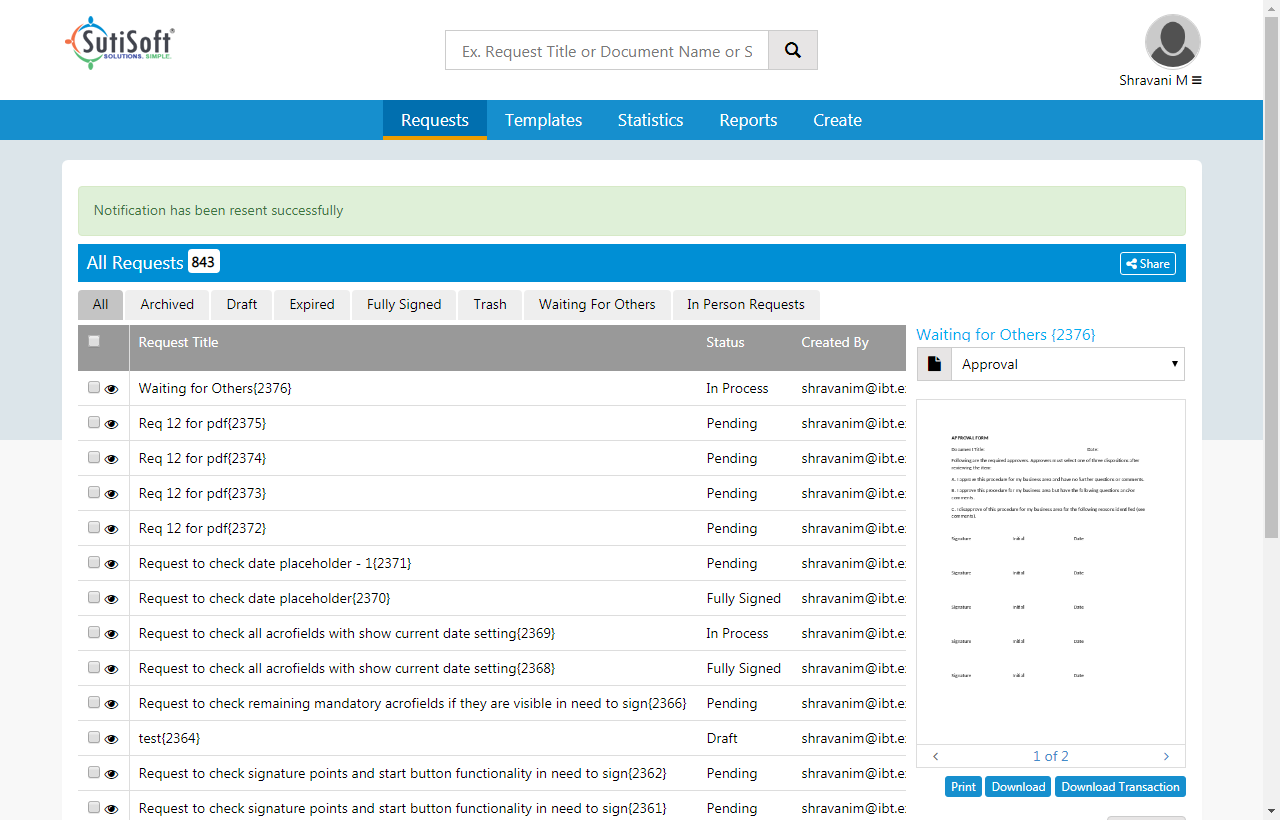 SutiSoft®
SOLUTIONS. SIMPLE.
Ex. Request Title or Document Name or S
Shravani M
Requests Templates Statistics Reports Create
Notification has been resent successfully
All Requests 843 Share
All Archived Draft Expired Fully Signed Trash Waiting For Others In Person Requests
Request Title Status Created By
Waiting for Others{2376} In Process shravanim@ibt.e
Req 12 for pdf{2375} Pending shravanim@ibt.e
Req 12 for pdf{2374} Pending shravanim@ibt.e
Req 12 for pdf{2373} Pending shravanim@ibt.e
Req 12 for pdf{2372} Pending shravanim@ibt.e
Request to check date placeholder - 1{2371} Pending shravanim@ibt.e
Request to check date placeholder{2370} Fully Signed shravanim@ibt.e
Request to check all acrofields with show current date setting{2369} In Process shravanim@ibt.e
Request to check all acrofields with show current date setting{2368} Fully Signed shravanim@ibt.e
Request to check remaining mandatory acrofields if they are visible in need to sign{2366} Pending shravanim@ibt.e
test{2364} Draft shravanim@ibt.e
Request to check signature points and start button functionality in need to sign{2362} Pending shravanim@ibt.e
Request to check signature points and start button functionality in need to sign{2361} Pending shravanim@ibt.e
Waiting for Others {2376}
Approval
APPROVAL FORM
Document Title: Date:
Following are the required approvers. Approvers must select one of three dispositions after
reviewing the item:
A. I approve this procedure for my business area and have no further questions or comments.
B. I approve this procedure for my business area but have the following questions and/or
comments.
C. I disapprove of this procedure for my business area for the following reasons identified (see
comments).
Signature Initial Date
Signature Initial Date
Signature Initial Date
Signature Initial Date
Signature Initial Date
1 of 2
Print Download Download Transaction